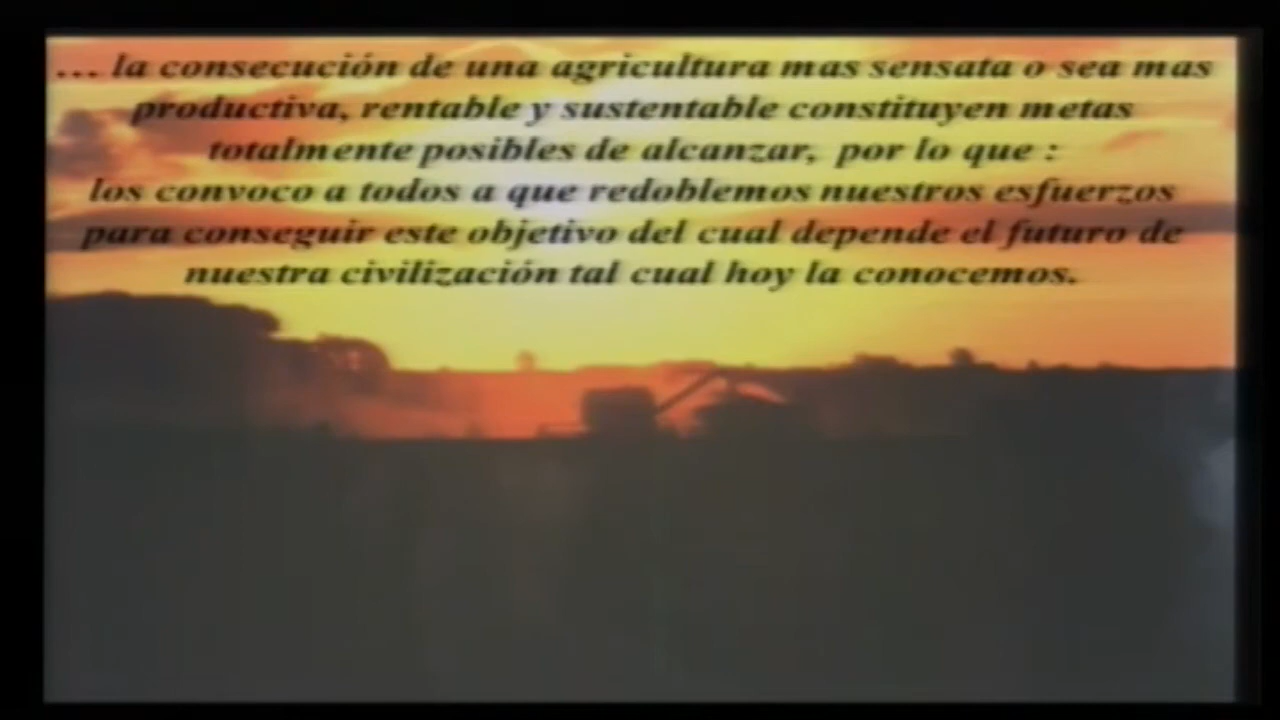 ... la consecución de una agricultura mas sensata o sea mas
productiva, rentable y sustentable constituyen metas
totalmente posibles de alcanzar, por lo que :
los convoco a todos a que redoblemos nuestros esfuerzos
para conseguir este objetivo del cual depende el futuro de
nuestra civilización tal cual hoy la conocemos.